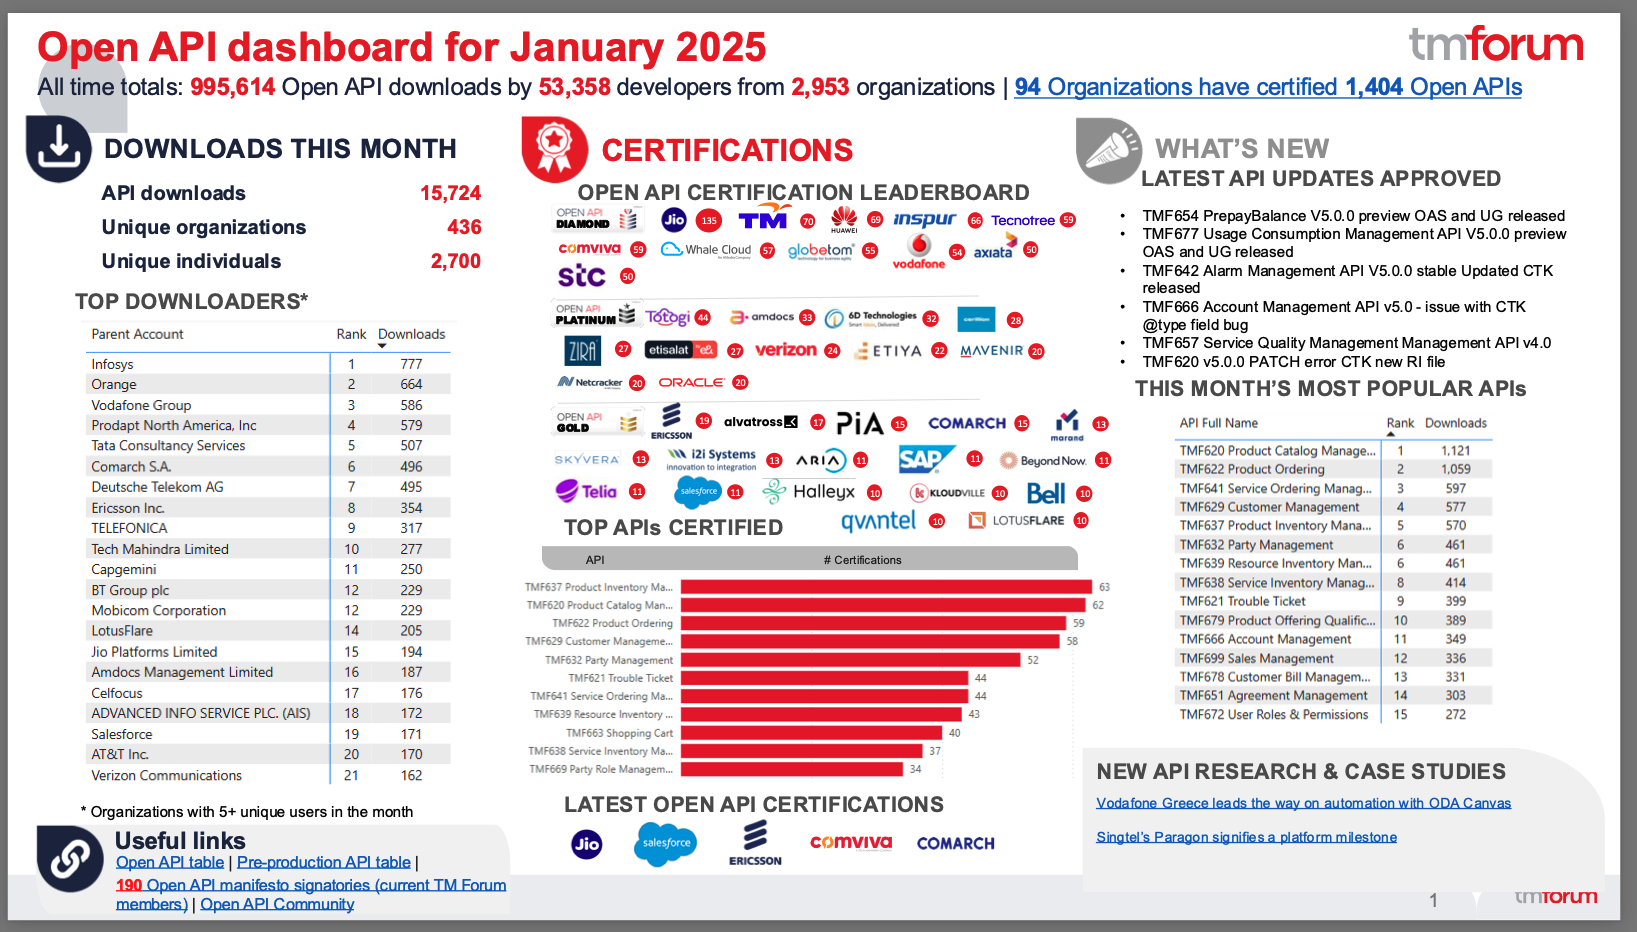 Open API dashboard for January 2025
tmforum
All time totals: 995,614 Open API downloads by 53,358 developers from 2,953 organizations | 94 Organizations have certified 1,404 Open APIs
DOWNLOADS THIS MONTH
API downloads 15,724
Unique organizations 436
Unique individuals 2,700
TOP DOWNLOADERS*
Parent Account Rank Downloads
Infosys 1 777
Orange 2 664
Vodafone Group 3 586
Prodapt North America, Inc 4 579
Tata Consultancy Services 5 507
Comarch S.A. 6 496
Deutsche Telekom AG 7 495
Ericsson Inc. 8 354
TELEFONICA 9 317
Tech Mahindra Limited 10 277
Capgemini 11 250
BT Group plc 12 229
Mobicom Corporation 12 229
LotusFlare 14 205
Jio Platforms Limited 15 194
Amdocs Management Limited 16 187
Celfocus 17 176
ADVANCED INFO SERVICE PLC. (AIS) 18 172
Salesforce 19 171
AT&T Inc. 20 170
Verizon Communications 21 162
* Organizations with 5+ unique users in the month
Useful links
Open API table | Pre-production API table |
190 Open API manifesto signatories (current TM Forum
members) | Open API Community
CERTIFICATIONS
OPEN API CERTIFICATION LEADERBOARD
OPEN API
DIAMOND
Jio 135 TM 70 HUAWEI 69 inspur 66 Tecnotree 59
comviva 59 Whale Cloud 57 globetom 55 vodafone 54 axiata 50
stc 50
OPEN API
PLATINUM
Totogi 44 amdocs 33 6D Technologies 32 cerillion 28
Smart vision, Delivered
ZIRA 27 etisalat by e& 27 verizon 24 ETIYA 22 MAVENIR 20
Netcracker 20 ORACLE 20
OPEN API
GOLD
ERICSSON 19 alvatross 17 PiA 15 COMARCH 15 marand 13
SKYVERA 13 i2i Systems 13 ARIA 11 SAP 11 Beyond Now. 11
innovation to integration
Telia 11 salesforce 11 Halleyx 10 KLOUDVILLE 10 Bell 10
qvantel 10 LOTUSFLARE 10
TOP APIs CERTIFIED
API # Certifications
TMF637 Product Inventory Ma... 63
TMF620 Product Catalog Man... 62
TMF622 Product Ordering 59
TMF629 Customer Manageme... 58
TMF632 Party Management 52
TMF621 Trouble Ticket 44
TMF641 Service Ordering Ma... 44
TMF639 Resource Inventory ... 43
TMF663 Shopping Cart 40
TMF638 Service Inventory Ma... 37
TMF669 Party Role Managem... 34
LATEST OPEN API CERTIFICATIONS
Jio salesforce ERICSSON comviva COMARCH
WHAT'S NEW
LATEST API UPDATES APPROVED
• TMF654 PrepayBalance V5.0.0 preview OAS and UG released
• TMF677 Usage Consumption Management API V5.0.0 preview
OAS and UG released
• TMF642 Alarm Management API V5.0.0 stable Updated CTK
released
• TMF666 Account Management API v5.0 - issue with CTK
@type field bug
• TMF657 Service Quality Management Management API v4.0
• TMF620 v5.0.0 PATCH error CTK new RI file
THIS MONTH'S MOST POPULAR APIs
API Full Name Rank Downloads
TMF620 Product Catalog Manage... 1 1,121
TMF622 Product Ordering 2 1,059
TMF641 Service Ordering Manag... 3 597
TMF629 Customer Management 4 577
TMF637 Product Inventory Mana... 5 570
TMF632 Party Management 6 461
TMF639 Resource Inventory Man... 6 461
TMF638 Service Inventory Manag... 8 414
TMF621 Trouble Ticket 9 399
TMF679 Product Offering Qualific... 10 389
TMF666 Account Management 11 349
TMF699 Sales Management 12 336
TMF678 Customer Bill Managem... 13 331
TMF651 Agreement Management 14 303
TMF672 User Roles & Permissions 15 272
NEW API RESEARCH & CASE STUDIES
Vodafone Greece leads the way on automation with ODA Canvas
Singtel's Paragon signifies a platform milestone
1
tmforum